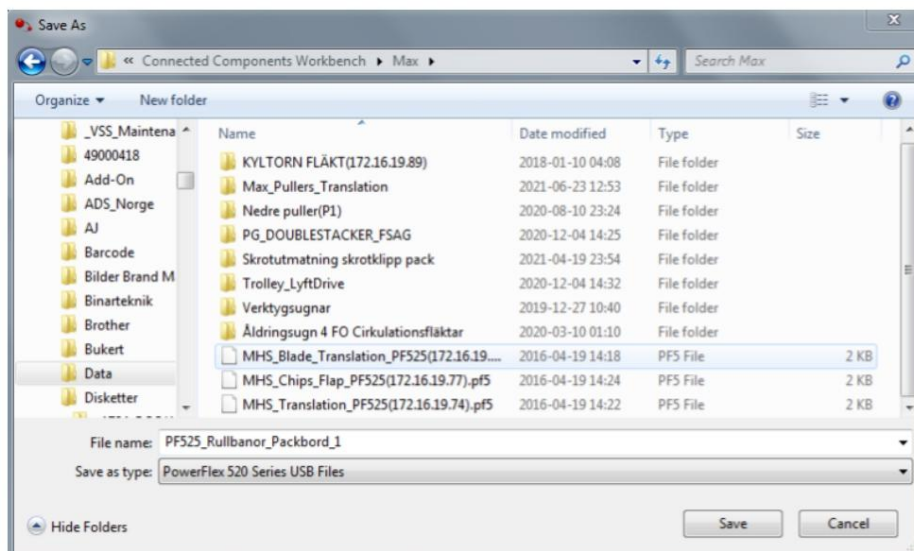 Save As
« Connected Components Workbench ▸ Max ▸
Search Max
Organize ▾ New folder
_VSS_Maintena
49000418
Add-On
ADS_Norge
AJ
Barcode
Bilder Brand M
Binarteknik
Brother
Bukert
Data
Disketter
Name Date modified Type Size
KYLTORN FLÄKT(172.16.19.89) 2018-01-10 04:08 File folder
Max_Pullers_Translation 2021-06-23 12:53 File folder
Nedre puller(P1) 2020-08-10 23:24 File folder
PG_DOUBLESTACKER_FSAG 2020-12-04 14:25 File folder
Skrotutmatning skrotklipp pack 2021-04-19 23:54 File folder
Trolley_LyftDrive 2020-12-04 14:32 File folder
Verktygsugnar 2019-12-27 10:40 File folder
Åldringsugn 4 FO Cirkulationsfläktar 2020-03-10 01:10 File folder
MHS_Blade_Translation_PF525(172.16.19.... 2016-04-19 14:18 PF5 File 2 KB
MHS_Chips_Flap_PF525(172.16.19.77).pf5 2016-04-19 14:24 PF5 File 2 KB
MHS_Translation_PF525(172.16.19.74).pf5 2016-04-19 14:22 PF5 File 2 KB
File name: PF525_Rullbanor_Packbord_1
Save as type: PowerFlex 520 Series USB Files
Hide Folders Save Cancel